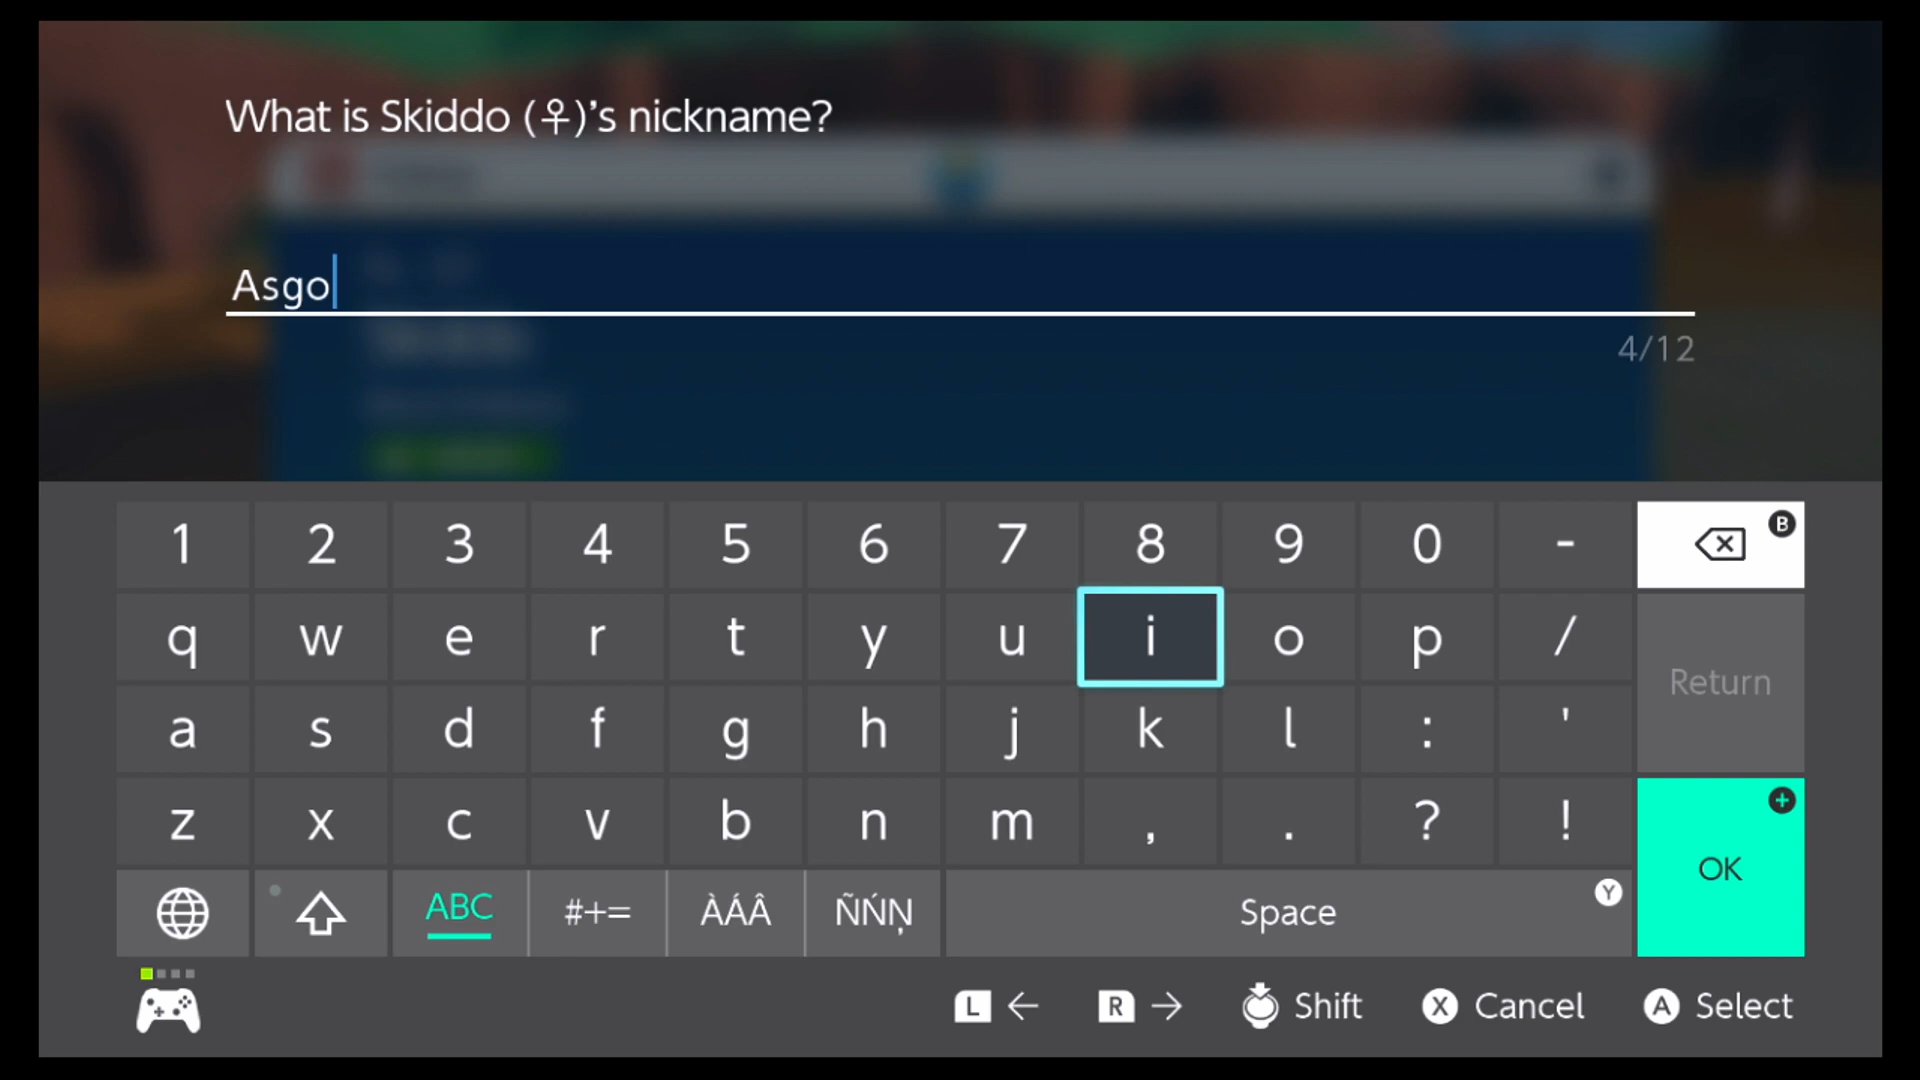 What is Skiddo (♀)'s nickname?
Asgo
4/12
1 2 3 4 5 6 7 8 9 0 -
B
q w e r t y u i o p /
Return
a s d f g h j k l : '
z x c v b n m , . ? !
+
OK
ABC #+= ÀÁÂ ÑŃŅ Space Y
L ← R → Shift X Cancel A Select